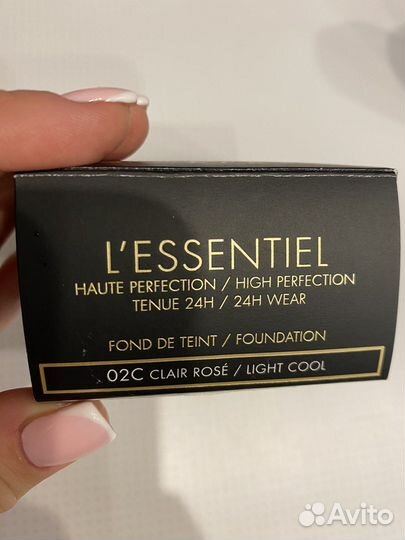 L'ESSENTIEL
HAUTE PERFECTION / HIGH PERFECTION
TENUE 24H / 24H WEAR
FOND DE TEINT / FOUNDATION
02C CLAIR ROSÉ / LIGHT COOL
Avito